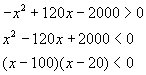 -x² + 120x - 2000 > 0
x² - 120x + 2000 < 0
(x - 100)(x - 20) < 0